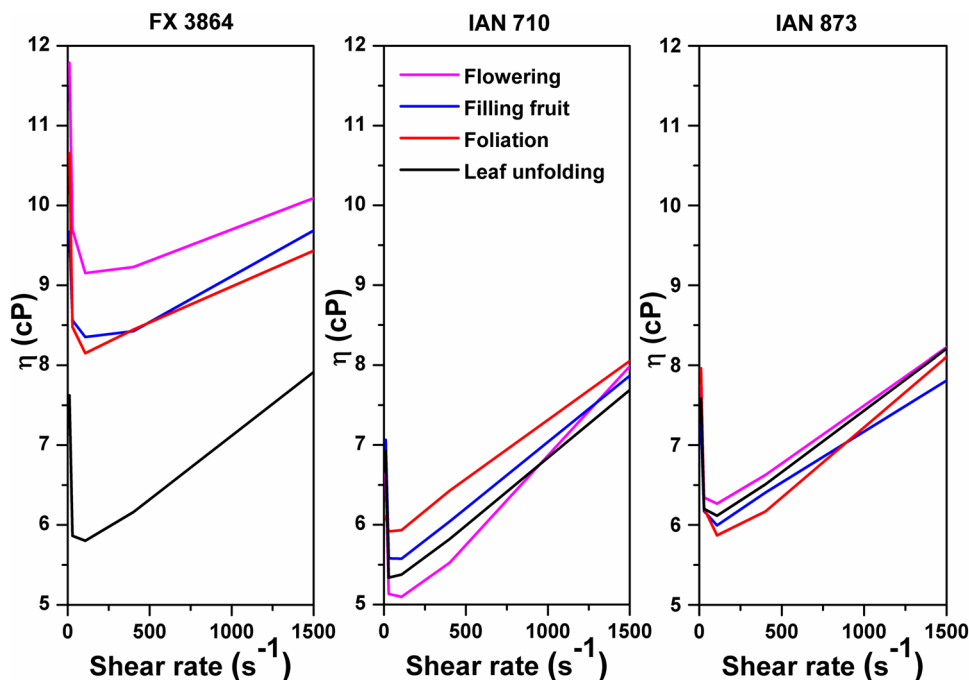 FX 3864 IAN 710 IAN 873
12 12 12
11 11 11
10 10 10
9 9 9
8 8 8
7 7 7
6 6 6
5 5 5
η (cP) η (cP) η (cP)
Flowering
Filling fruit
Foliation
Leaf unfolding
0 500 1000 1500 0 500 1000 1500 0 500 1000 1500
Shear rate (s⁻¹) Shear rate (s⁻¹) Shear rate (s⁻¹)